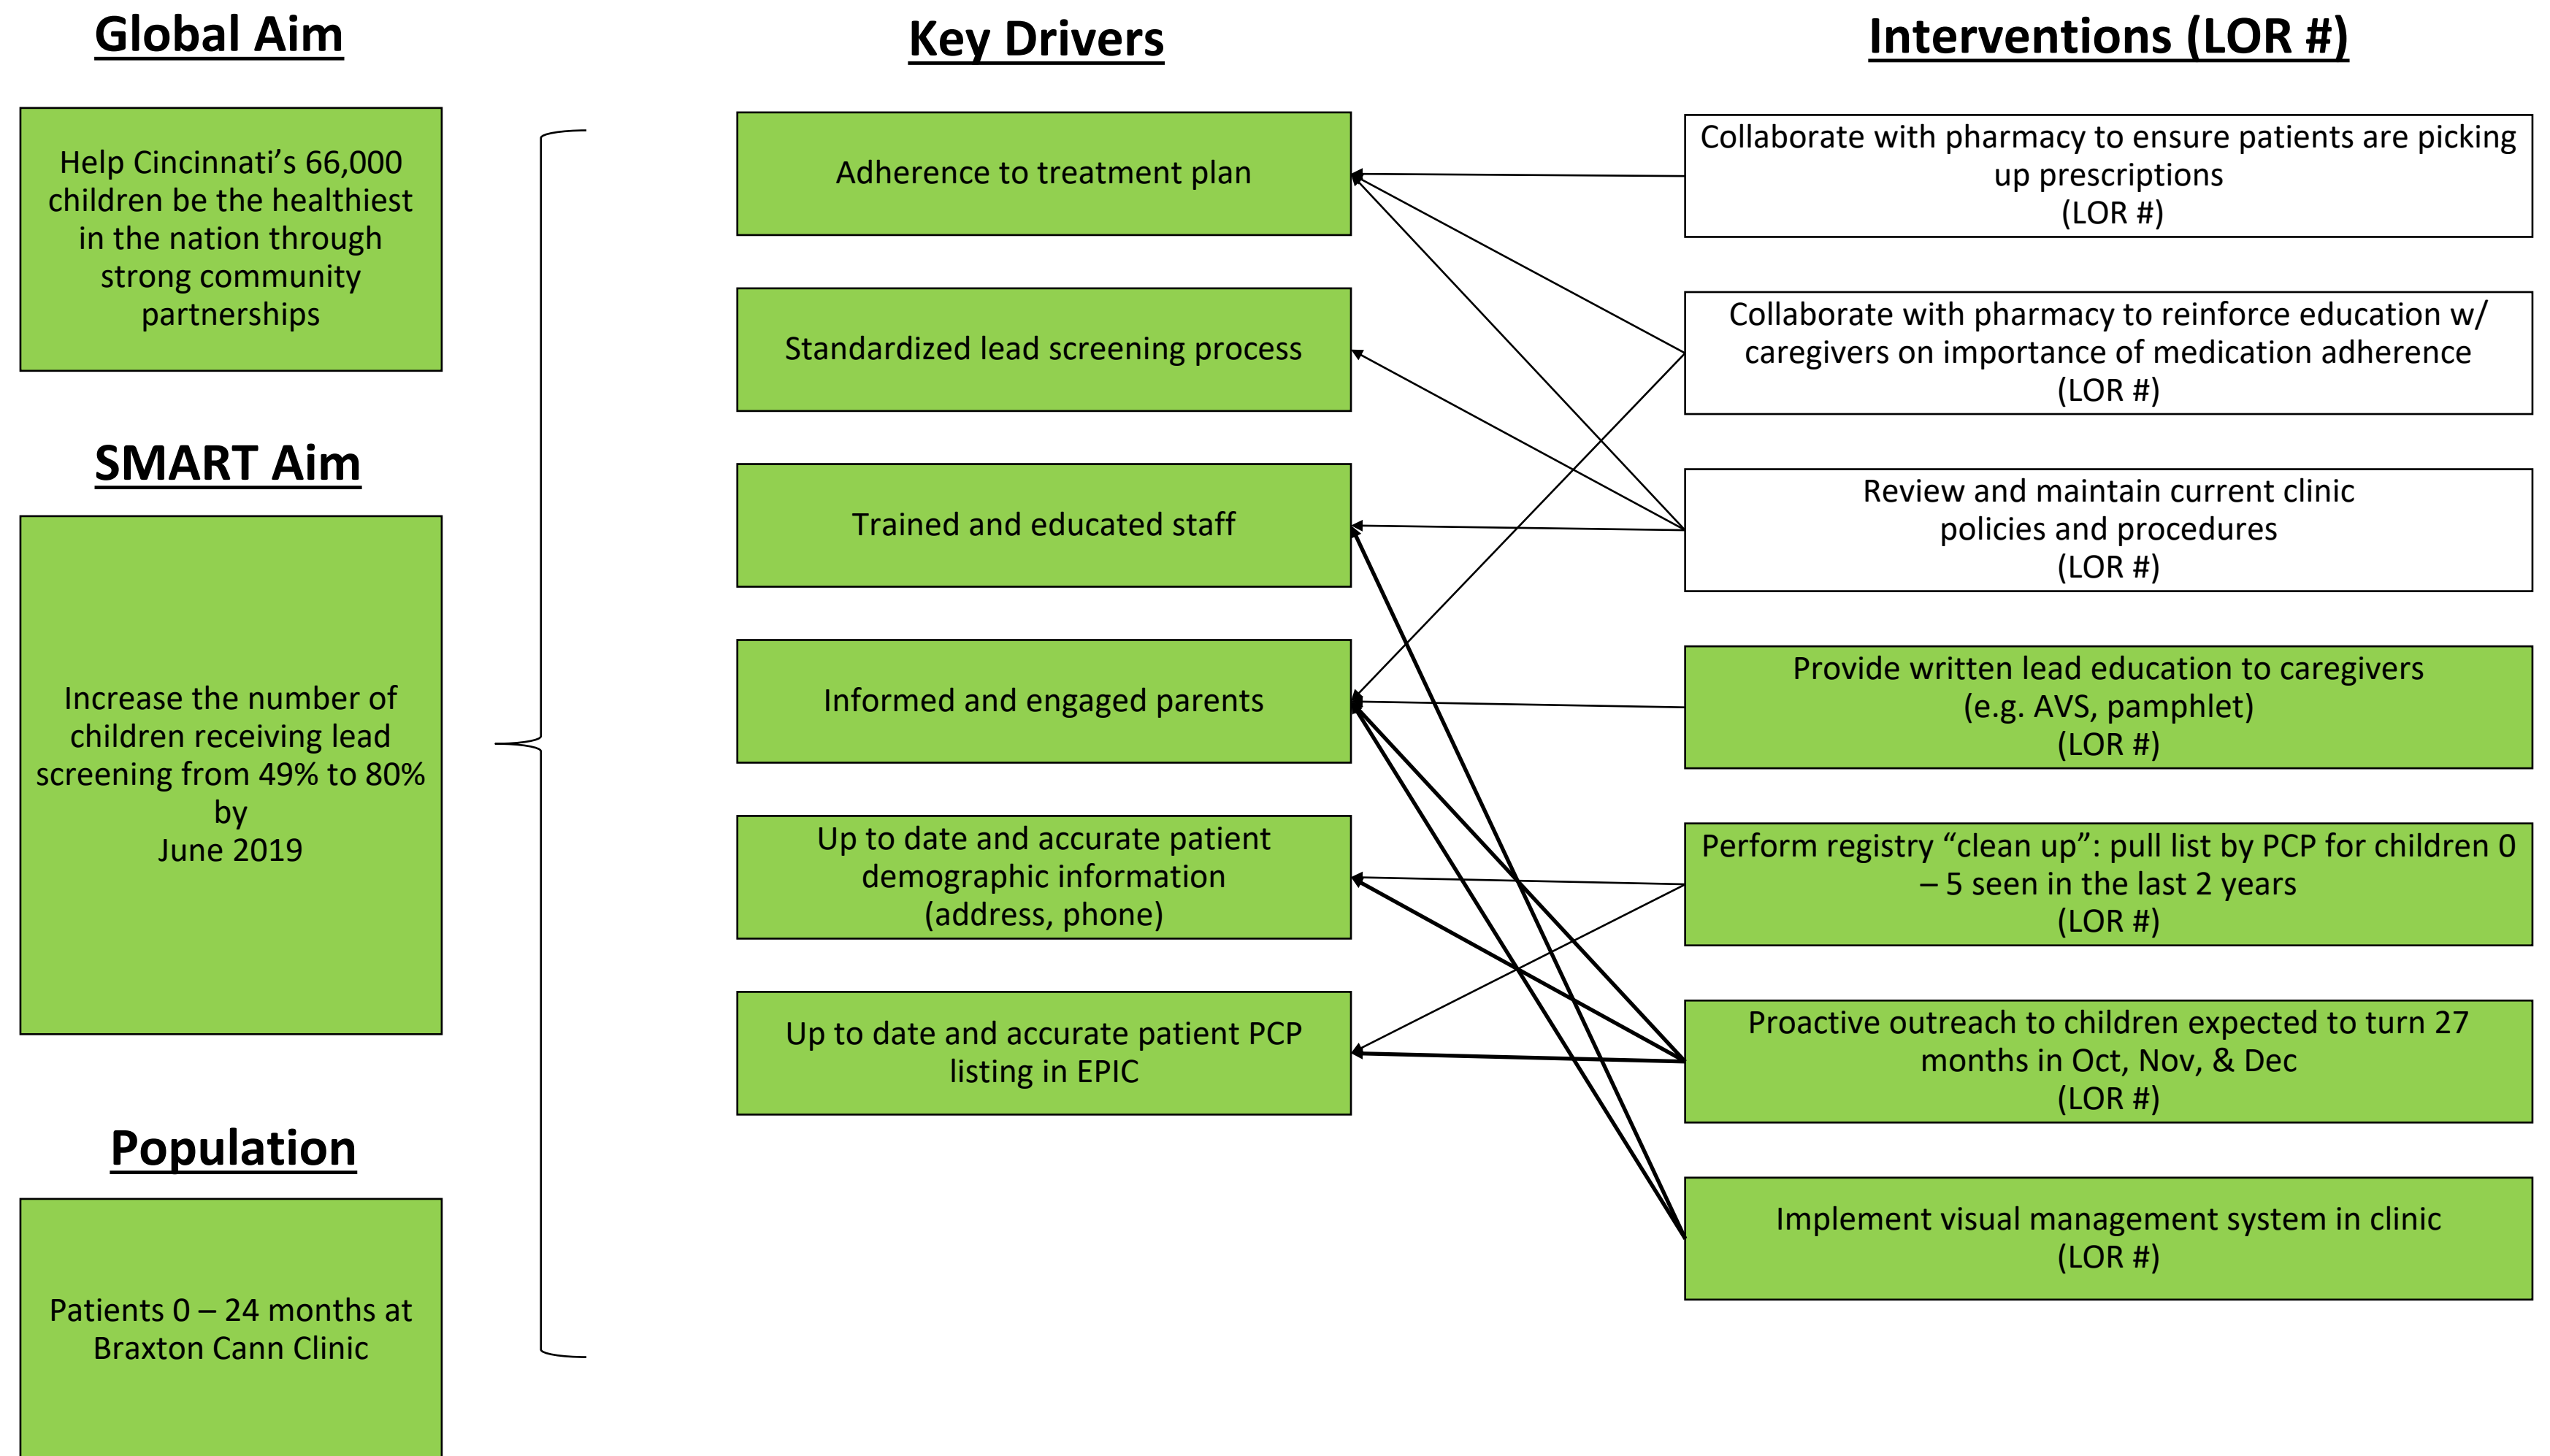 Global Aim
Help Cincinnati’s 66,000
children be the healthiest
in the nation through
strong community
partnerships
SMART Aim
Increase the number of
children receiving lead
screening from 49% to 80%
by
June 2019
Population
Patients 0 – 24 months at
Braxton Cann Clinic
Key Drivers
Adherence to treatment plan
Standardized lead screening process
Trained and educated staff
Informed and engaged parents
Up to date and accurate patient
demographic information
(address, phone)
Up to date and accurate patient PCP
listing in EPIC
Interventions (LOR #)
Collaborate with pharmacy to ensure patients are picking
up prescriptions
(LOR #)
Collaborate with pharmacy to reinforce education w/
caregivers on importance of medication adherence
(LOR #)
Review and maintain current clinic
policies and procedures
(LOR #)
Provide written lead education to caregivers
(e.g. AVS, pamphlet)
(LOR #)
Perform registry “clean up”: pull list by PCP for children 0
– 5 seen in the last 2 years
(LOR #)
Proactive outreach to children expected to turn 27
months in Oct, Nov, & Dec
(LOR #)
Implement visual management system in clinic
(LOR #)